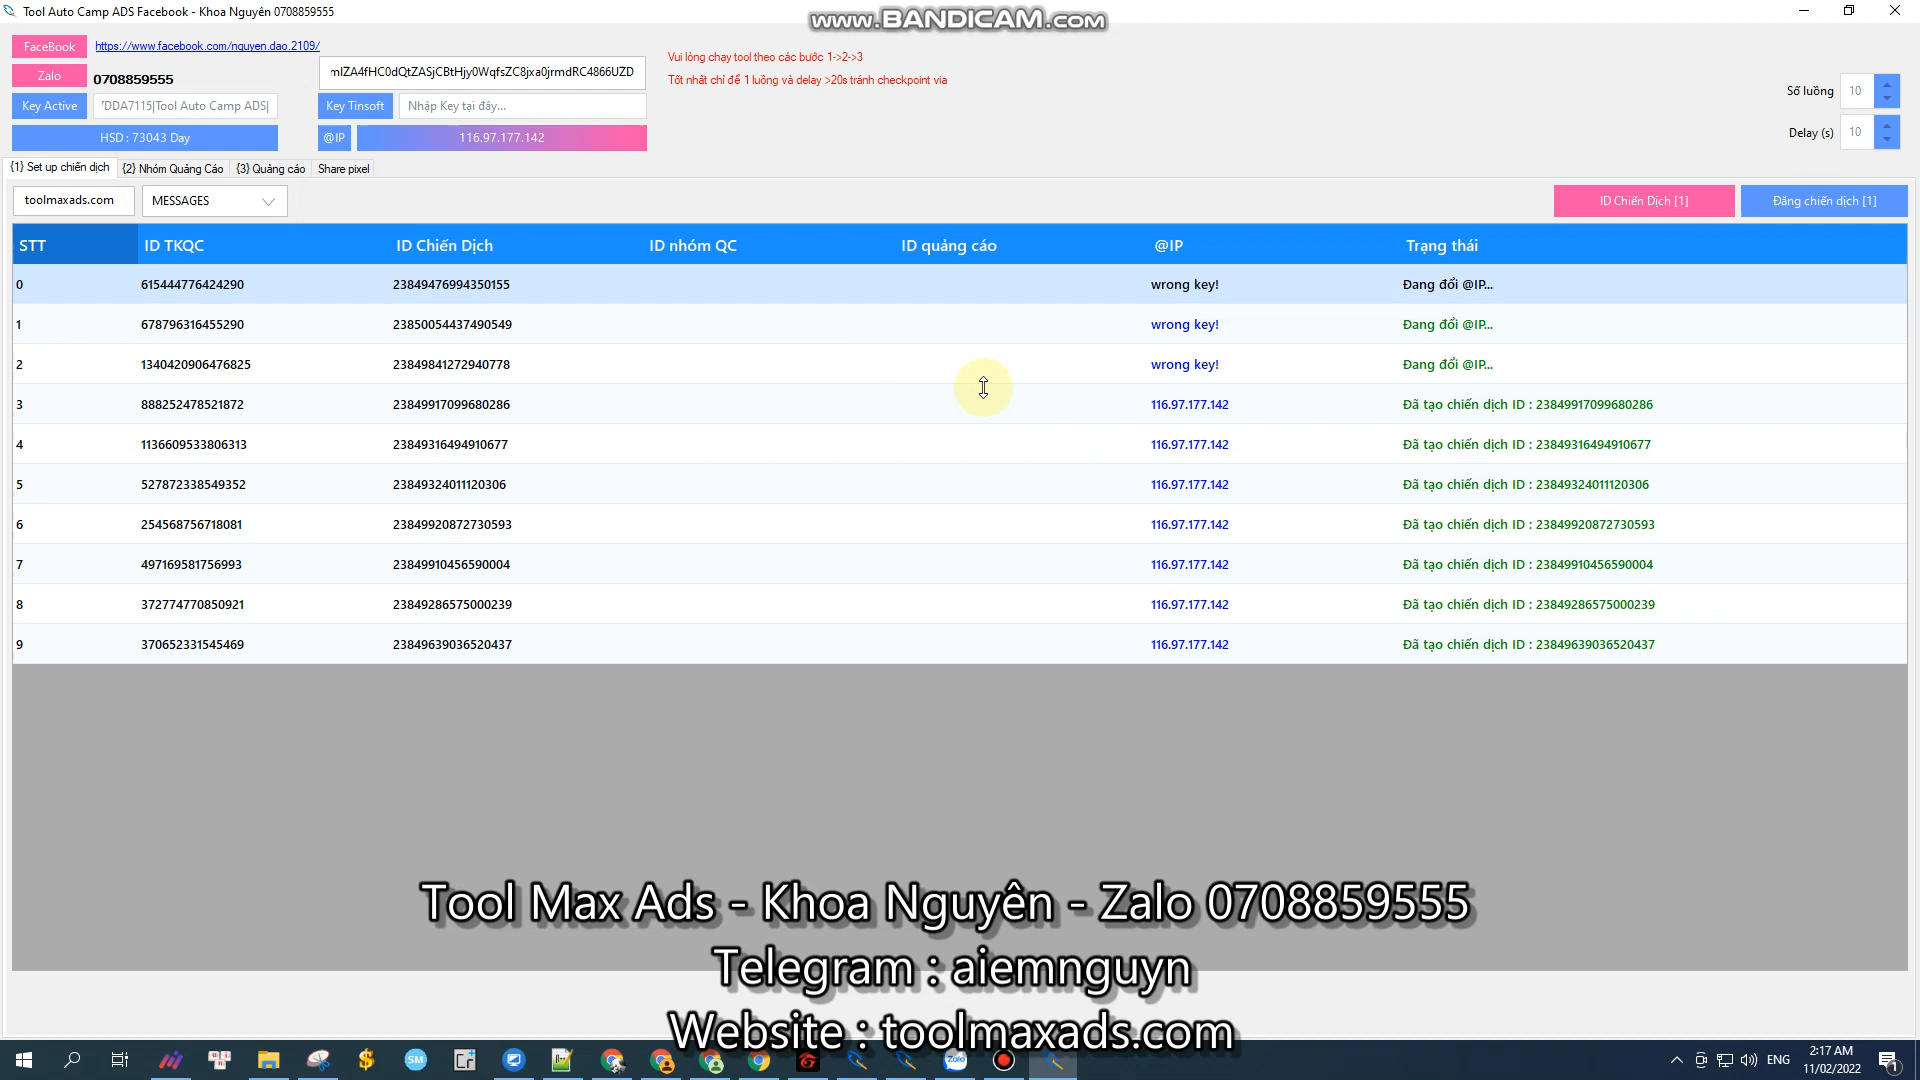 Tool Auto Camp ADS Facebook - Khoa Nguyên 0708859555
www.BANDICAM.com
FaceBook https://www.facebook.com/nguyen.dao.2109/
Vui lòng chạy tool theo các bước 1->2->3
Zalo 0708859555 mIZA4fHC0dQtZASjCBtHjy0WqfsZC8jxa0jrmdRC4866UZD
Tốt nhất chỉ để 1 luồng và delay >20s tránh checkpoint via
Số luồng 10
Key Active 7DDA7115|Tool Auto Camp ADS| Key Tinsoft Nhập Key tại đây...
Delay (s) 10
HSD : 73043 Day @IP 116.97.177.142
{1} Set up chiến dịch {2} Nhóm Quảng Cáo {3} Quảng cáo Share pixel
toolmaxads.com MESSAGES ID Chiến Dịch [1] Đăng chiến dịch [1]
STT ID TKQC ID Chiến Dịch ID nhóm QC ID quảng cáo @IP Trạng thái
0 615444776424290 23849476994350155 wrong key! Đang đổi @IP...
1 678796316455290 23850054437490549 wrong key! Đang đổi @IP...
2 1340420906476825 23849841272940778 wrong key! Đang đổi @IP...
3 888252478521872 23849917099680286 116.97.177.142 Đã tạo chiến dịch ID : 23849917099680286
4 1136609533806313 23849316494910677 116.97.177.142 Đã tạo chiến dịch ID : 23849316494910677
5 527872338549352 23849324011120306 116.97.177.142 Đã tạo chiến dịch ID : 23849324011120306
6 254568756718081 23849920872730593 116.97.177.142 Đã tạo chiến dịch ID : 23849920872730593
7 497169581756993 23849910456590004 116.97.177.142 Đã tạo chiến dịch ID : 23849910456590004
8 372774770850921 23849286575000239 116.97.177.142 Đã tạo chiến dịch ID : 23849286575000239
9 370652331545469 23849639036520437 116.97.177.142 Đã tạo chiến dịch ID : 23849639036520437
Tool Max Ads - Khoa Nguyên - Zalo 0708859555
Telegram : aiemnguyn
Website : toolmaxads.com
SM Zalo ENG 2:17 AM
11/02/2022 1